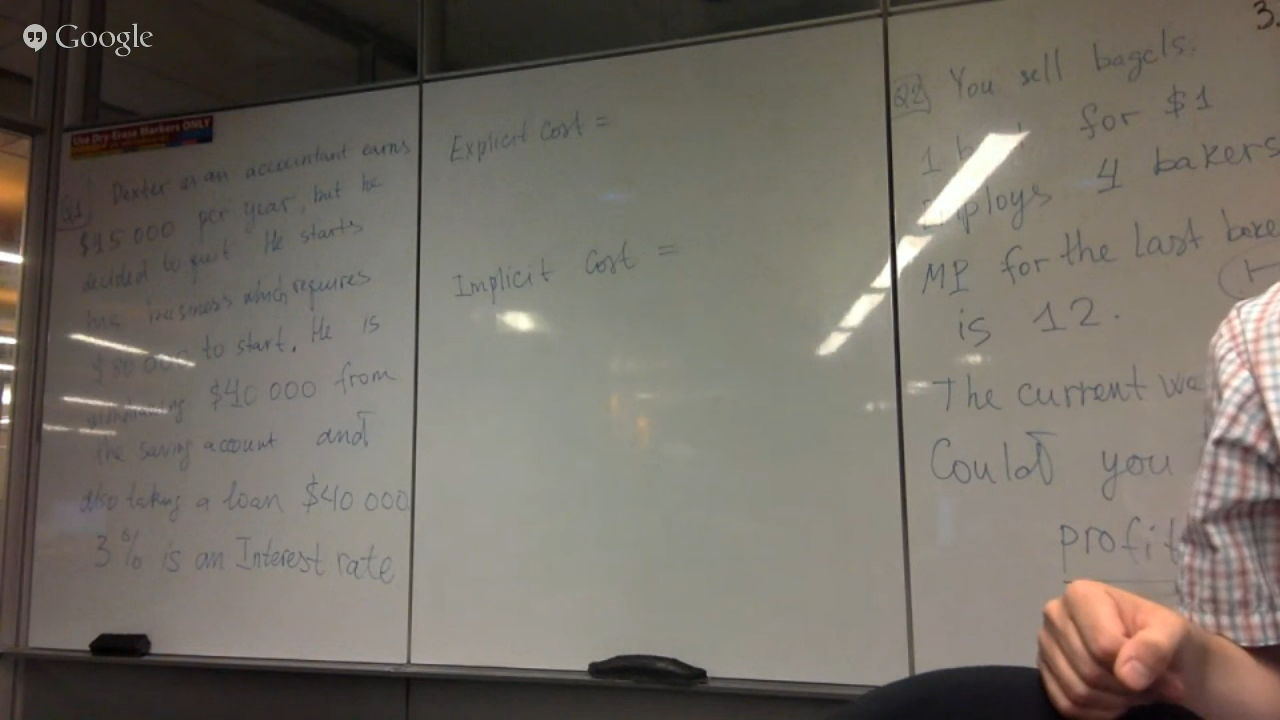 Google
Use Dry-Erase Markers ONLY
Q1 Dexter as an accountant earns
$45 000 per year, but he
decided to quit He starts
business which requires
$80 000 to start. He is
$40 000 from
the saving account and
also taking a loan $40 000
3% is an Interest rate
Explicit Cost =
Implicit Cost =
3.
Q2 You sell bagels.
1 for $1
Employs 4 bakers
MP for the last bake
is 12.
The current wa
Could you
profit